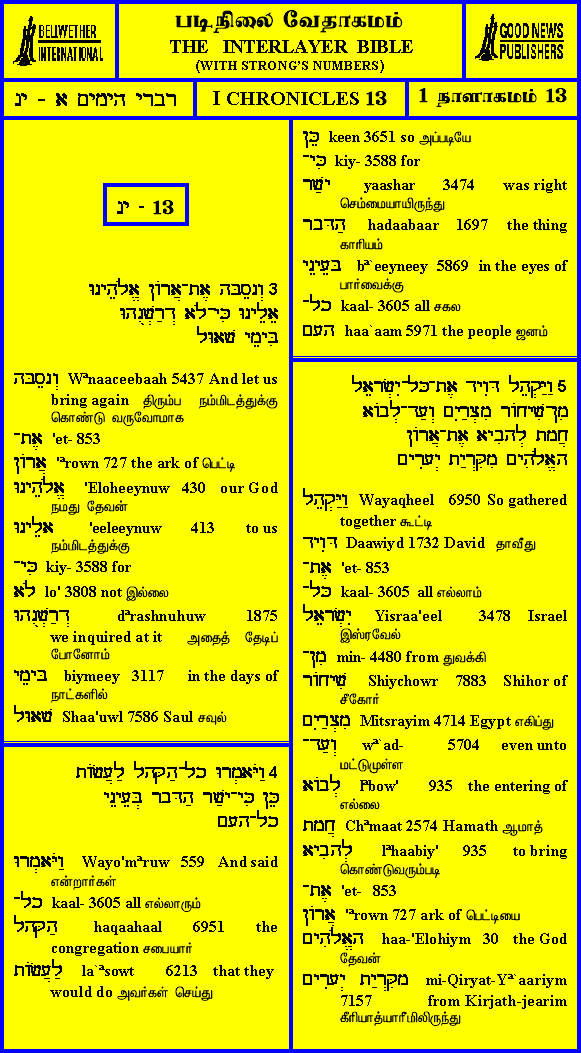 BELLWETHER
INTERNATIONAL
படிநிலை வேதாகமம்
THE INTERLAYER BIBLE
(WITH STRONG'S NUMBERS)
GOOD NEWS
PUBLISHERS
דברי הימים א - יג
I CHRONICLES 13
1 நாளாகமம் 13
יג - 13
3 וְנָסֵבָּה אֶת־אֲרוֹן אֱלֹהֵינוּ
אֵלֵינוּ כִּי־לֹא דְרַשְׁנֻהוּ
בִּימֵי שָׁאוּל
וְנָסֵבָּה Wªnaaceebaah 5437 And let us
bring again திரும்ப நம்மிடத்துக்கு
கொண்டு வருவோமாக
אֶת־ 'et- 853
אֲרוֹן 'ªrown 727 the ark of பெட்டி
אֱלֹהֵינוּ 'Eloheeynuw 430 our God
நமது தேவன்
אֵלֵינוּ 'eeleeynuw 413 to us
நம்மிடத்துக்கு
כִּי־ kiy- 3588 for
לֹא lo' 3808 not இல்லை
דְרַשְׁנֻהוּ dªrashnuhuw 1875
we inquired at it அதைத் தேடிப்
போனோம்
בִּימֵי biymeey 3117 in the days of
நாட்களில்
שָׁאוּל Shaa'uwl 7586 Saul சவுல்
4 וַיֹּאמְרוּ כָל־הַקָּהָל לַעֲשׂוֹת
כֵּן כִּי־יָשַׁר הַדָּבָר בְּעֵינֵי
כָל־הָעָם
וַיֹּאמְרוּ Wayo'mªruw 559 And said
என்றார்கள்
כָל־ kaal- 3605 all எல்லாரும்
הַקָּהָל haqaahaal 6951 the
congregation சபையார்
לַעֲשׂוֹת la`ªsowt 6213 that they
would do அவர்கள் செய்து
כֵּן keen 3651 so அப்படியே
כִּי־ kiy- 3588 for
יָשַׁר yaashar 3474 was right
செம்மையாயிருந்து
הַדָּבָר hadaabaar 1697 the thing
காரியம்
בְּעֵינֵי bª`eeyneey 5869 in the eyes of
பார்வைக்கு
כָל־ kaal- 3605 all சகல
הָעָם haa`aam 5971 the people ஜனம்
5 וַיַּקְהֵל דָּוִיד אֶת־כָּל־יִשְׂרָאֵל
מִן־שִׁיחוֹר מִצְרַיִם וְעַד־לְבוֹא
חֲמָת לְהָבִיא אֶת־אֲרוֹן
הָאֱלֹהִים מִקִּרְיַת יְעָרִים
וַיַּקְהֵל Wayaqheel 6950 So gathered
together கூட்டி
דָּוִיד Daawiyd 1732 David தாவீது
אֶת־ 'et- 853
כָּל־ kaal- 3605 all எல்லாம்
יִשְׂרָאֵל Yisraa'eel 3478 Israel
இஸ்ரவேல்
מִן־ min- 4480 from துவக்கி
שִׁיחוֹר Shiychowr 7883 Shihor of
சீகோர்
מִצְרַיִם Mitsrayim 4714 Egypt எகிப்து
וְעַד־ wª`ad- 5704 even unto
மட்டுமுள்ள
לְבוֹא lªbow' 935 the entering of
எல்லை
חֲמָת Chªmaat 2574 Hamath ஆமாத்
לְהָבִיא lªhaabiy' 935 to bring
கொண்டுவரும்படி
אֶת־ 'et- 853
אֲרוֹן 'ªrown 727 ark of பெட்டியை
הָאֱלֹהִים haa-'Elohiym 30 the God
தேவன்
מִקִּרְיַת יְעָרִים mi-Qiryat-Yª`aariym
7157 from Kirjath-jearim
கீரியாத்யாரீமிலிருந்து